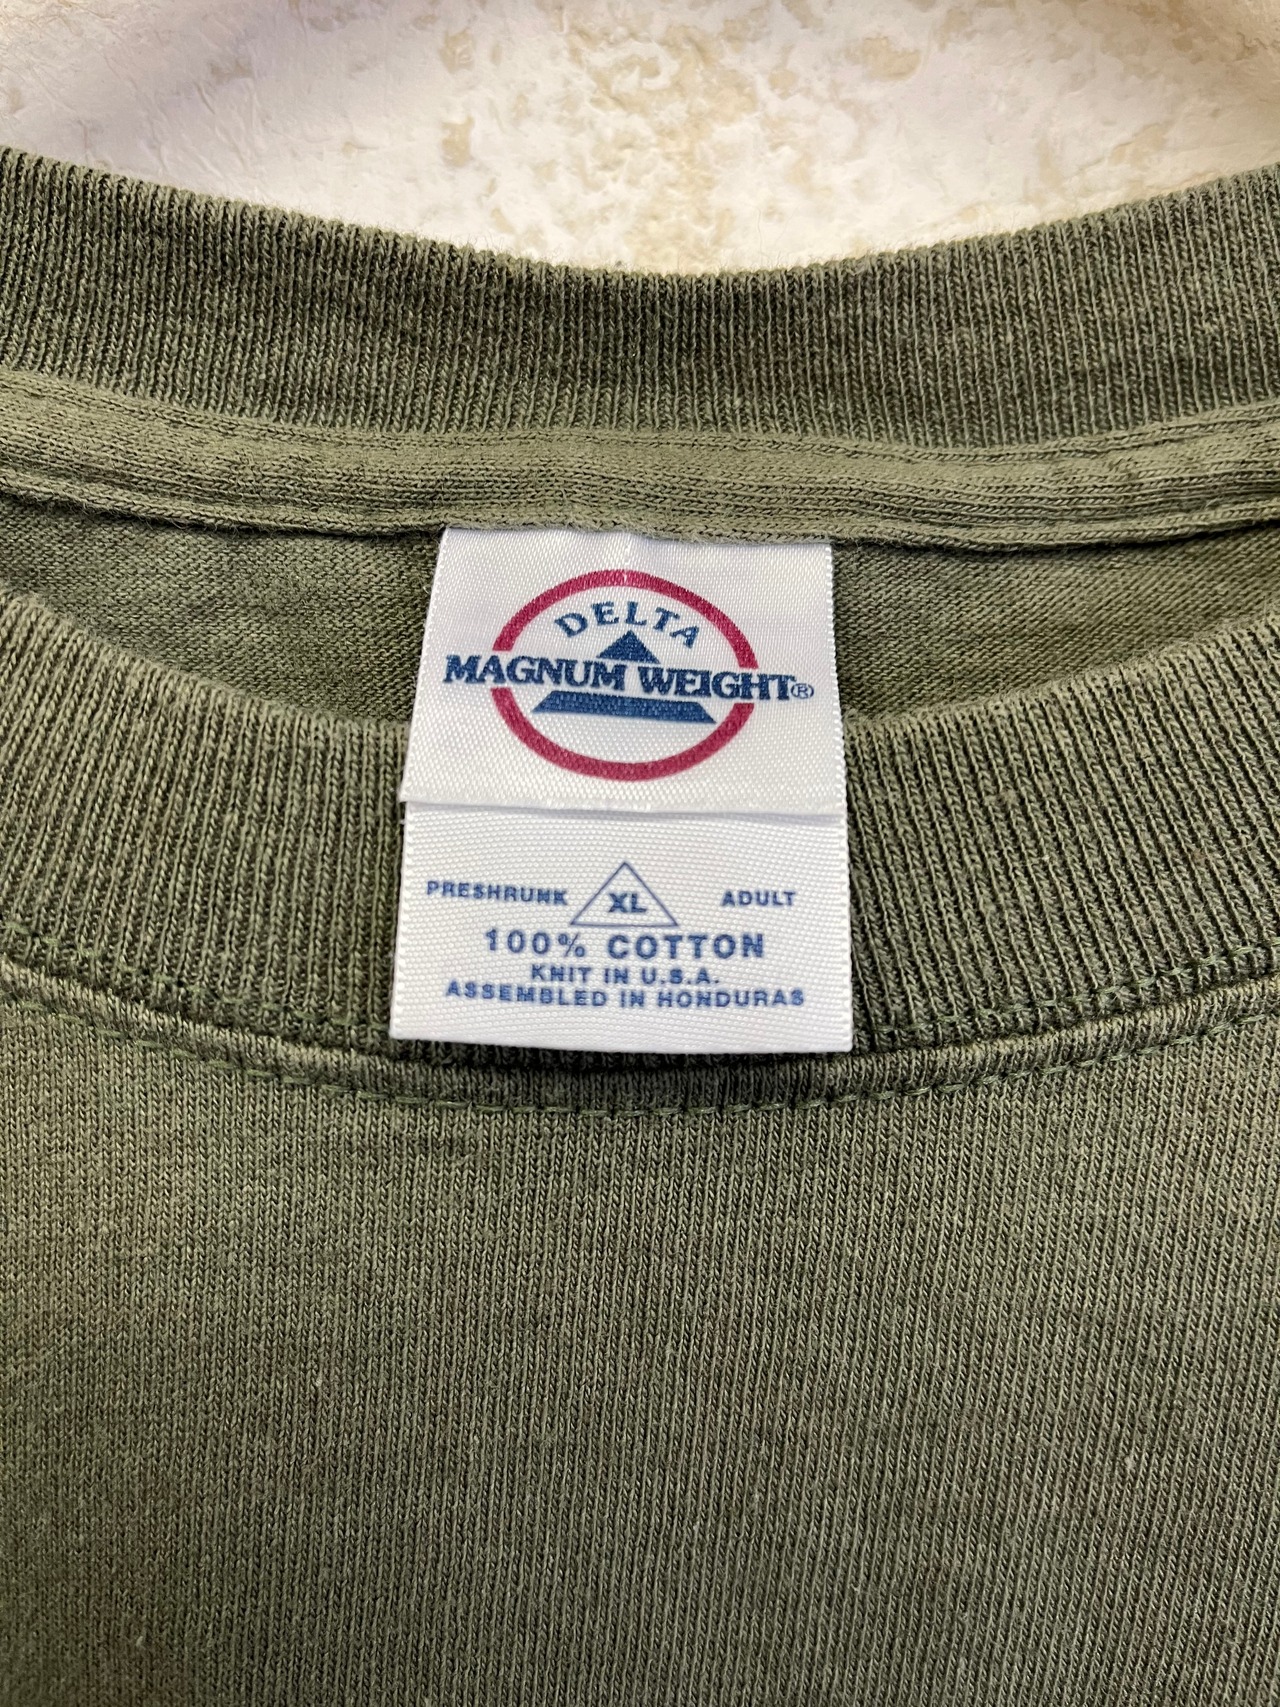 DELTA
MAGNUM WEIGHT®
PRESHRUNK XL ADULT
100% COTTON
KNIT IN U.S.A.
ASSEMBLED IN HONDURAS